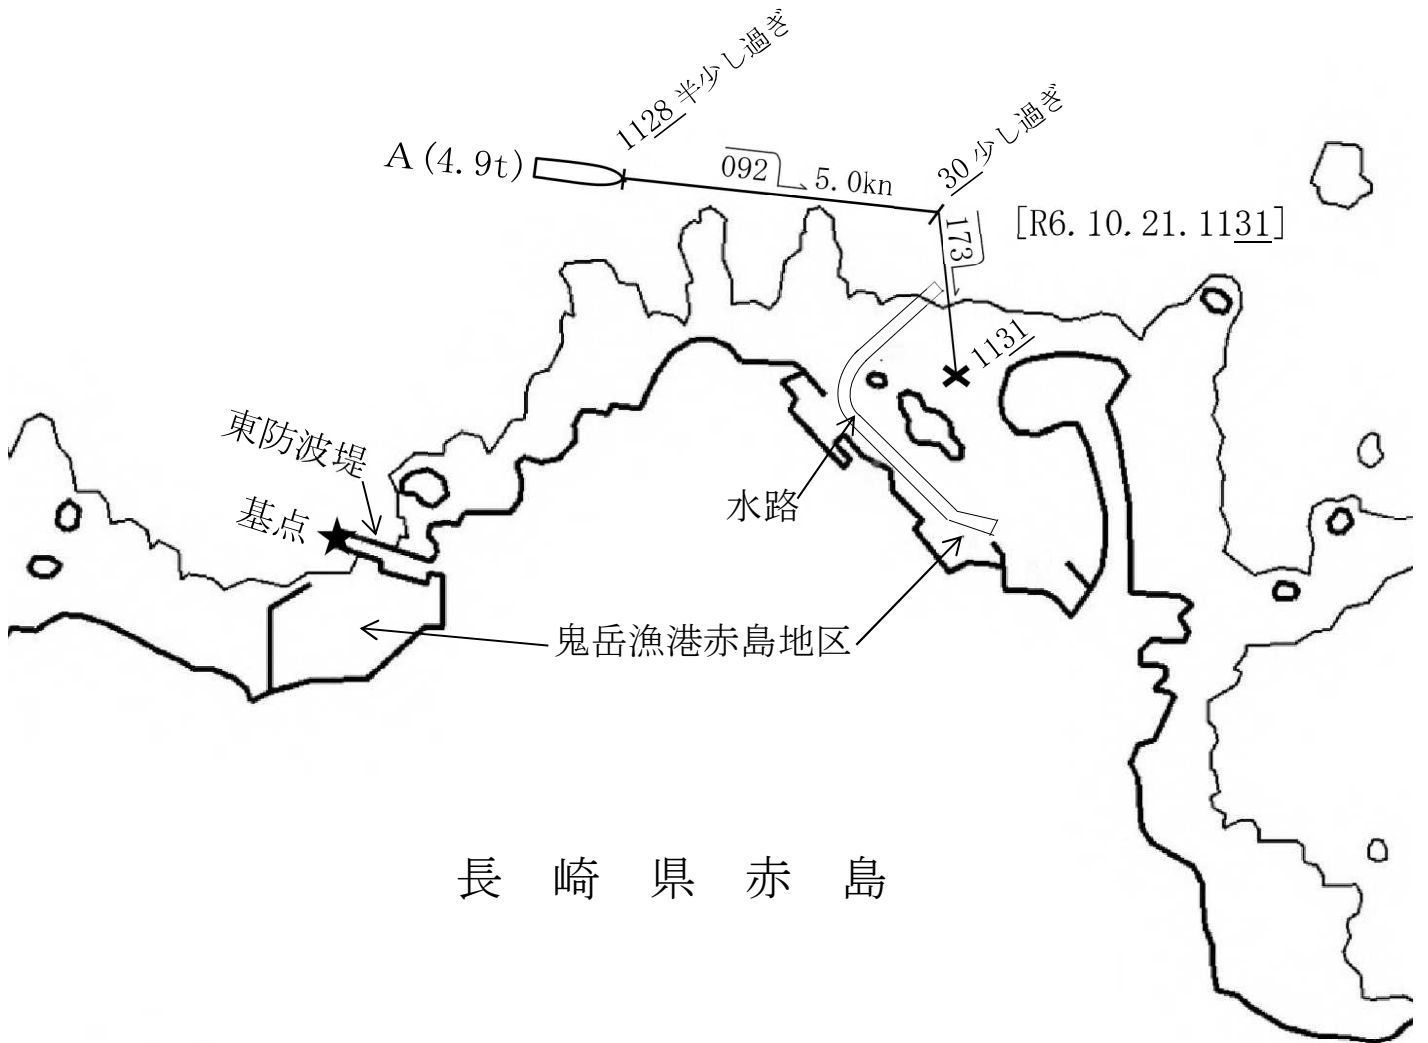 1128半少し過ぎ
A(4.9t)
092
5.0kn
30少し過ぎ
173
[R6.10.21.1131]
1131
東防波堤
基点
水路
鬼岳漁港赤島地区
長崎県赤島